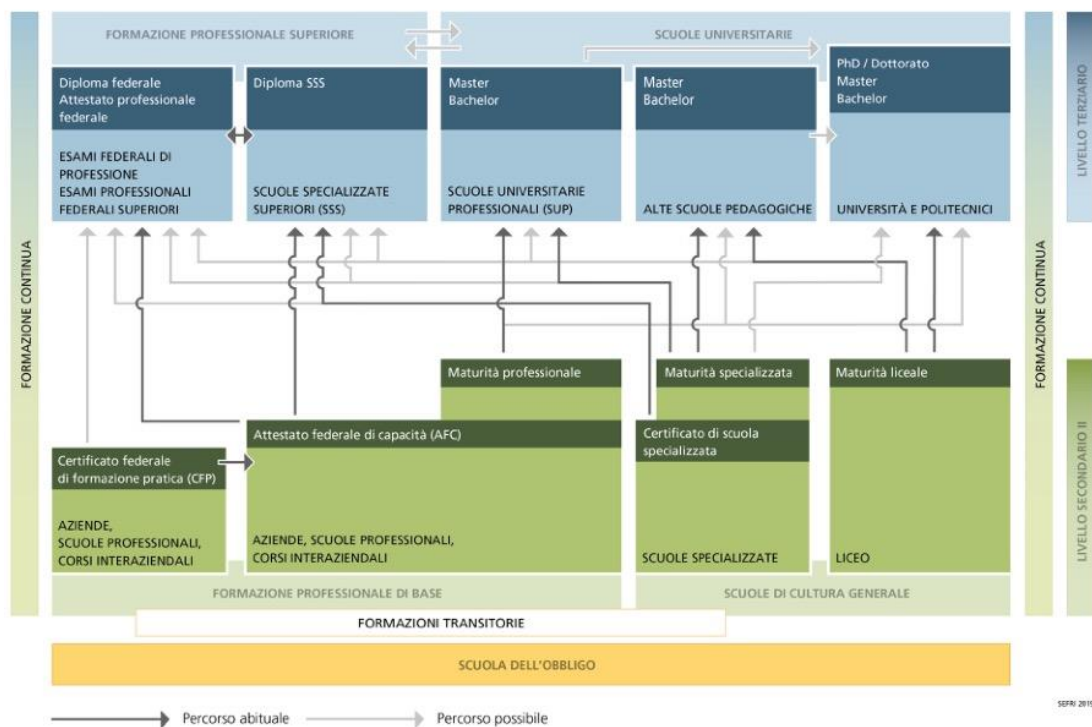 FORMAZIONE PROFESSIONALE SUPERIORE
SCUOLE UNIVERSITARIE
Diploma federale
Attestato professionale
federale
ESAMI FEDERALI DI
PROFESSIONE
ESAMI PROFESSIONALI
FEDERALI SUPERIORI
Diploma SSS
SCUOLE SPECIALIZZATE
SUPERIORI (SSS)
Master
Bachelor
SCUOLE UNIVERSITARIE
PROFESSIONALI (SUP)
Master
Bachelor
ALTE SCUOLE PEDAGOGICHE
PhD / Dottorato
Master
Bachelor
UNIVERSITÀ E POLITECNICI
LIVELLO TERZIARIO
FORMAZIONE CONTINUA
FORMAZIONE CONTINUA
Maturità professionale
Maturità specializzata
Maturità liceale
Attestato federale di capacità (AFC)
Certificato di scuola
specializzata
Certificato federale
di formazione pratica (CFP)
AZIENDE,
SCUOLE PROFESSIONALI,
CORSI INTERAZIENDALI
AZIENDE, SCUOLE PROFESSIONALI,
CORSI INTERAZIENDALI
SCUOLE SPECIALIZZATE
LICEO
LIVELLO SECONDARIO II
FORMAZIONE PROFESSIONALE DI BASE
SCUOLE DI CULTURA GENERALE
FORMAZIONI TRANSITORIE
SCUOLA DELL'OBBLIGO
Percorso abituale
Percorso possibile
SEFRI 2019